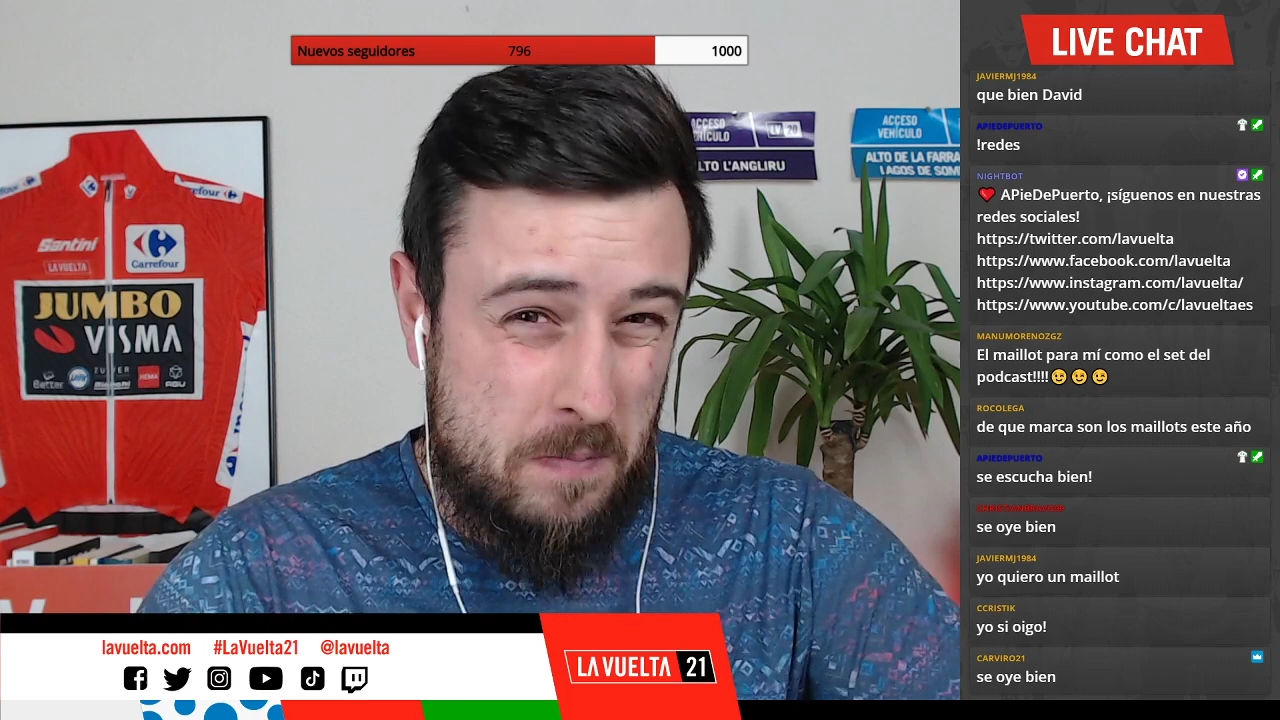 Nuevos seguidores 796 1000
LIVE CHAT
JAVIERMJ1984
que bien David
APIEDEPUERTO
!redes
NIGHTBOT
APieDePuerto, ¡síguenos en nuestras
redes sociales!
https://twitter.com/lavuelta
https://www.facebook.com/lavuelta
https://www.instagram.com/lavuelta/
https://www.youtube.com/c/lavueltaes
MANUMORENOZGZ
El maillot para mí como el set del
podcast!!!!
ROCOLEGA
de que marca son los maillots este año
APIEDEPUERTO
se escucha bien!
se oye bien
JAVIERMJ1984
yo quiero un maillot
CCRISTIK
yo si oigo!
CARVIRO21
se oye bien
ACCESO
VEHÍCULO
LV 20
LTO L'ANGLIRU
ACCESO
VEHÍCULO
ALTO DE LA FARRA
LAGOS DE SOM
Carrefour
Santini
LA VUELTA
Carrefour
JUMBO
VISMA
Better
HEMA
AGU
lavuelta.com #LaVuelta21 @lavuelta
LA VUELTA 21